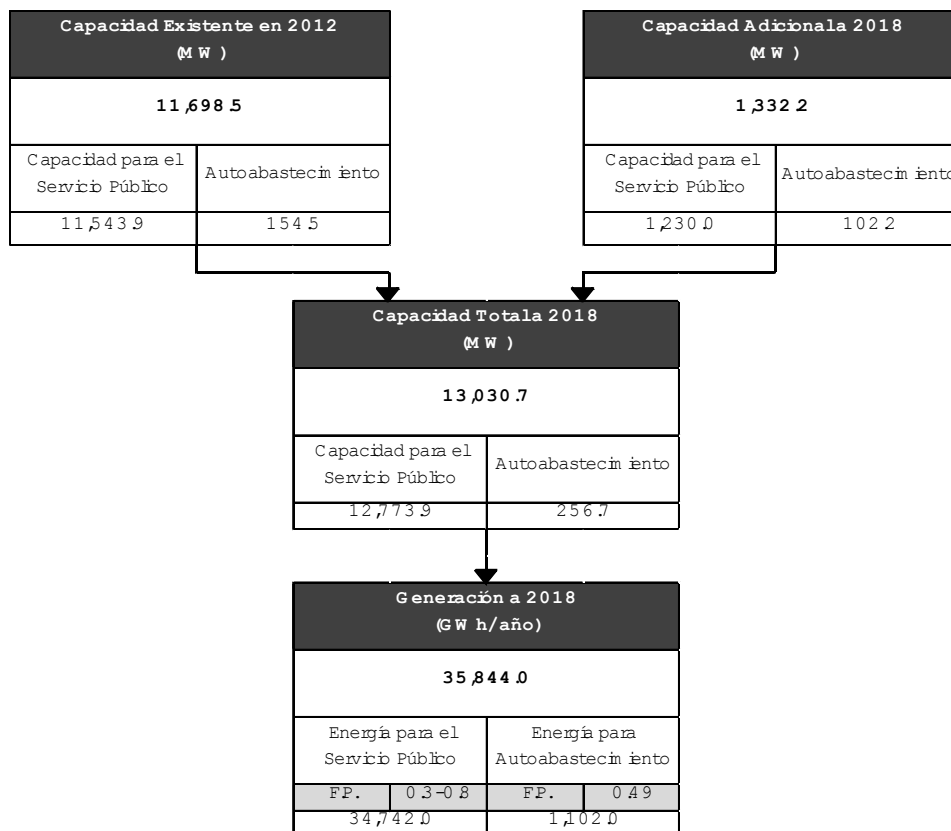 Capacidad Existente en 2012
(MW)
11,698.5
Capacidad para el
Servicio Público
Autoabastecimiento
11,543.9
154.5
Capacidad Adicional a 2018
(MW)
1,332.2
Capacidad para el
Servicio Público
Autoabastecimiento
1,230.0
102.2
Capacidad Total a 2018
(MW)
13,030.7
Capacidad para el
Servicio Público
Autoabastecimiento
12,773.9
256.7
Generación a 2018
(GWh/año)
35,844.0
Energía para el
Servicio Público
Energía para
Autoabastecimiento
F.P.
0.3-0.8
F.P.
0.49
34,742.0
1,102.0